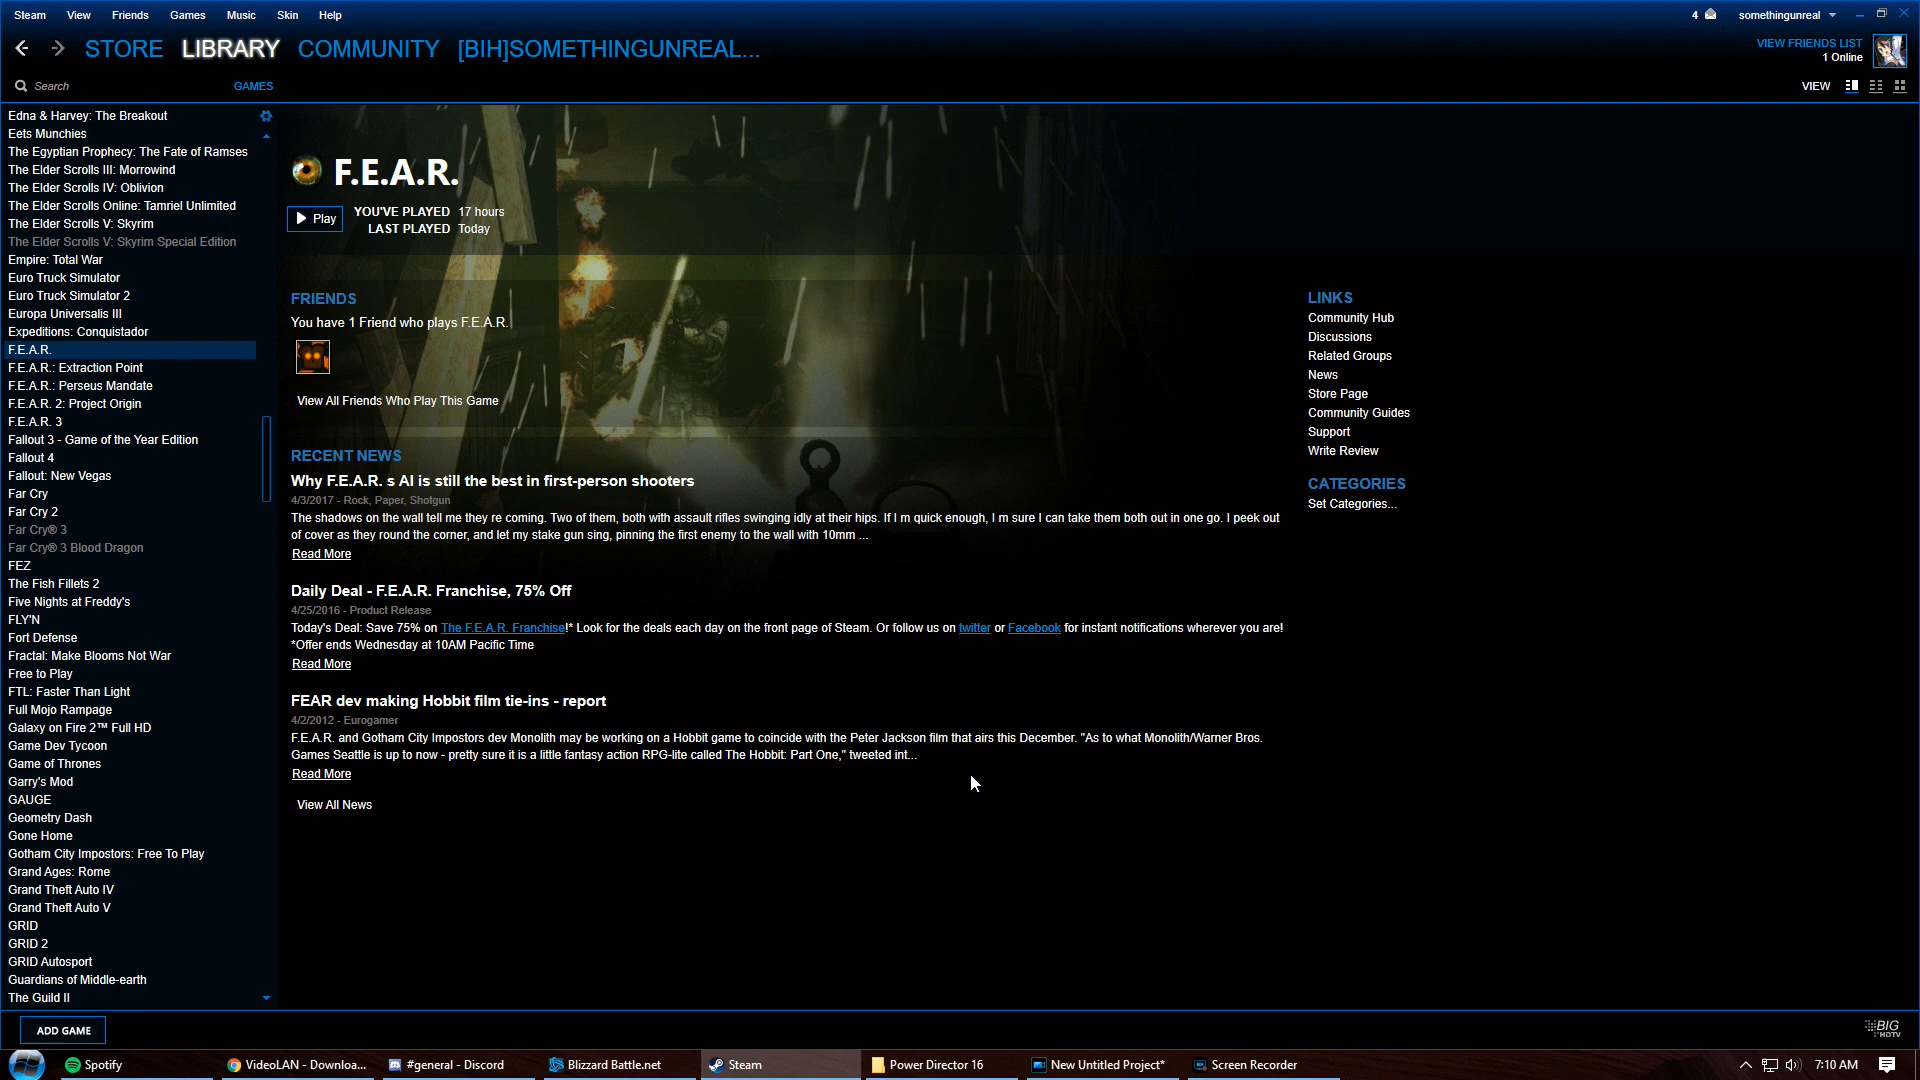 Steam View Friends Games Music Skin Help
4 somethingunreal
STORE LIBRARY COMMUNITY [BIH]SOMETHINGUNREAL...
VIEW FRIENDS LIST
1 Online
Search GAMES
VIEW
Edna & Harvey: The Breakout
Eets Munchies
The Egyptian Prophecy: The Fate of Ramses
The Elder Scrolls III: Morrowind
The Elder Scrolls IV: Oblivion
The Elder Scrolls Online: Tamriel Unlimited
The Elder Scrolls V: Skyrim
The Elder Scrolls V: Skyrim Special Edition
Empire: Total War
Euro Truck Simulator
Euro Truck Simulator 2
Europa Universalis III
Expeditions: Conquistador
F.E.A.R.
F.E.A.R.: Extraction Point
F.E.A.R.: Perseus Mandate
F.E.A.R. 2: Project Origin
F.E.A.R. 3
Fallout 3 - Game of the Year Edition
Fallout 4
Fallout: New Vegas
Far Cry
Far Cry 2
Far Cry® 3
Far Cry® 3 Blood Dragon
FEZ
The Fish Fillets 2
Five Nights at Freddy's
FLY'N
Fort Defense
Fractal: Make Blooms Not War
Free to Play
FTL: Faster Than Light
Full Mojo Rampage
Galaxy on Fire 2™ Full HD
Game Dev Tycoon
Game of Thrones
Garry's Mod
GAUGE
Geometry Dash
Gone Home
Gotham City Impostors: Free To Play
Grand Ages: Rome
Grand Theft Auto IV
Grand Theft Auto V
GRID
GRID 2
GRID Autosport
Guardians of Middle-earth
The Guild II
F.E.A.R.
Play
YOU'VE PLAYED 17 hours
LAST PLAYED Today
FRIENDS
You have 1 Friend who plays F.E.A.R.
View All Friends Who Play This Game
RECENT NEWS
Why F.E.A.R. s AI is still the best in first-person shooters
4/3/2017 - Rock, Paper, Shotgun
The shadows on the wall tell me they re coming. Two of them, both with assault rifles swinging idly at their hips. If I m quick enough, I m sure I can take them both out in one go. I peek out
of cover as they round the corner, and let my stake gun sing, pinning the first enemy to the wall with 10mm ...
Read More
Daily Deal - F.E.A.R. Franchise, 75% Off
4/25/2016 - Product Release
Today's Deal: Save 75% on The F.E.A.R. Franchise!* Look for the deals each day on the front page of Steam. Or follow us on twitter or Facebook for instant notifications wherever you are!
*Offer ends Wednesday at 10AM Pacific Time
Read More
FEAR dev making Hobbit film tie-ins - report
4/2/2012 - Eurogamer
F.E.A.R. and Gotham City Impostors dev Monolith may be working on a Hobbit game to coincide with the Peter Jackson film that airs this December. "As to what Monolith/Warner Bros.
Games Seattle is up to now - pretty sure it is a little fantasy action RPG-lite called The Hobbit: Part One," tweeted int...
Read More
View All News
LINKS
Community Hub
Discussions
Related Groups
News
Store Page
Community Guides
Support
Write Review
CATEGORIES
Set Categories...
ADD GAME
BIG
HDTV
Spotify VideoLAN - Downloa... #general - Discord Blizzard Battle.net Steam Power Director 16 New Untitled Project* Screen Recorder 7:10 AM